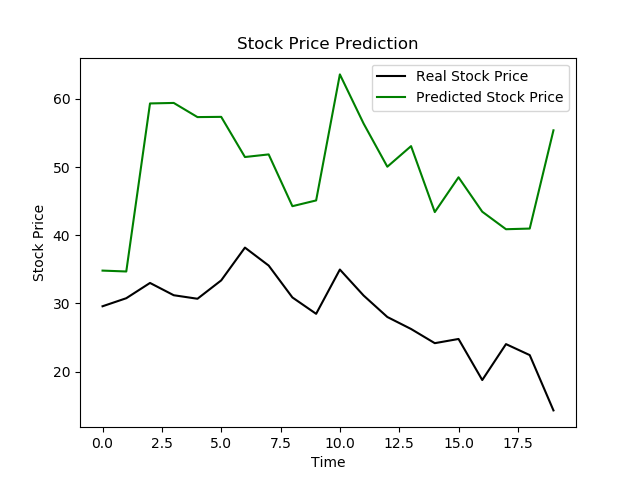 Stock Price Prediction
Real Stock Price
Predicted Stock Price
60
50
40
30
20
Stock Price
0.0 2.5 5.0 7.5 10.0 12.5 15.0 17.5
Time